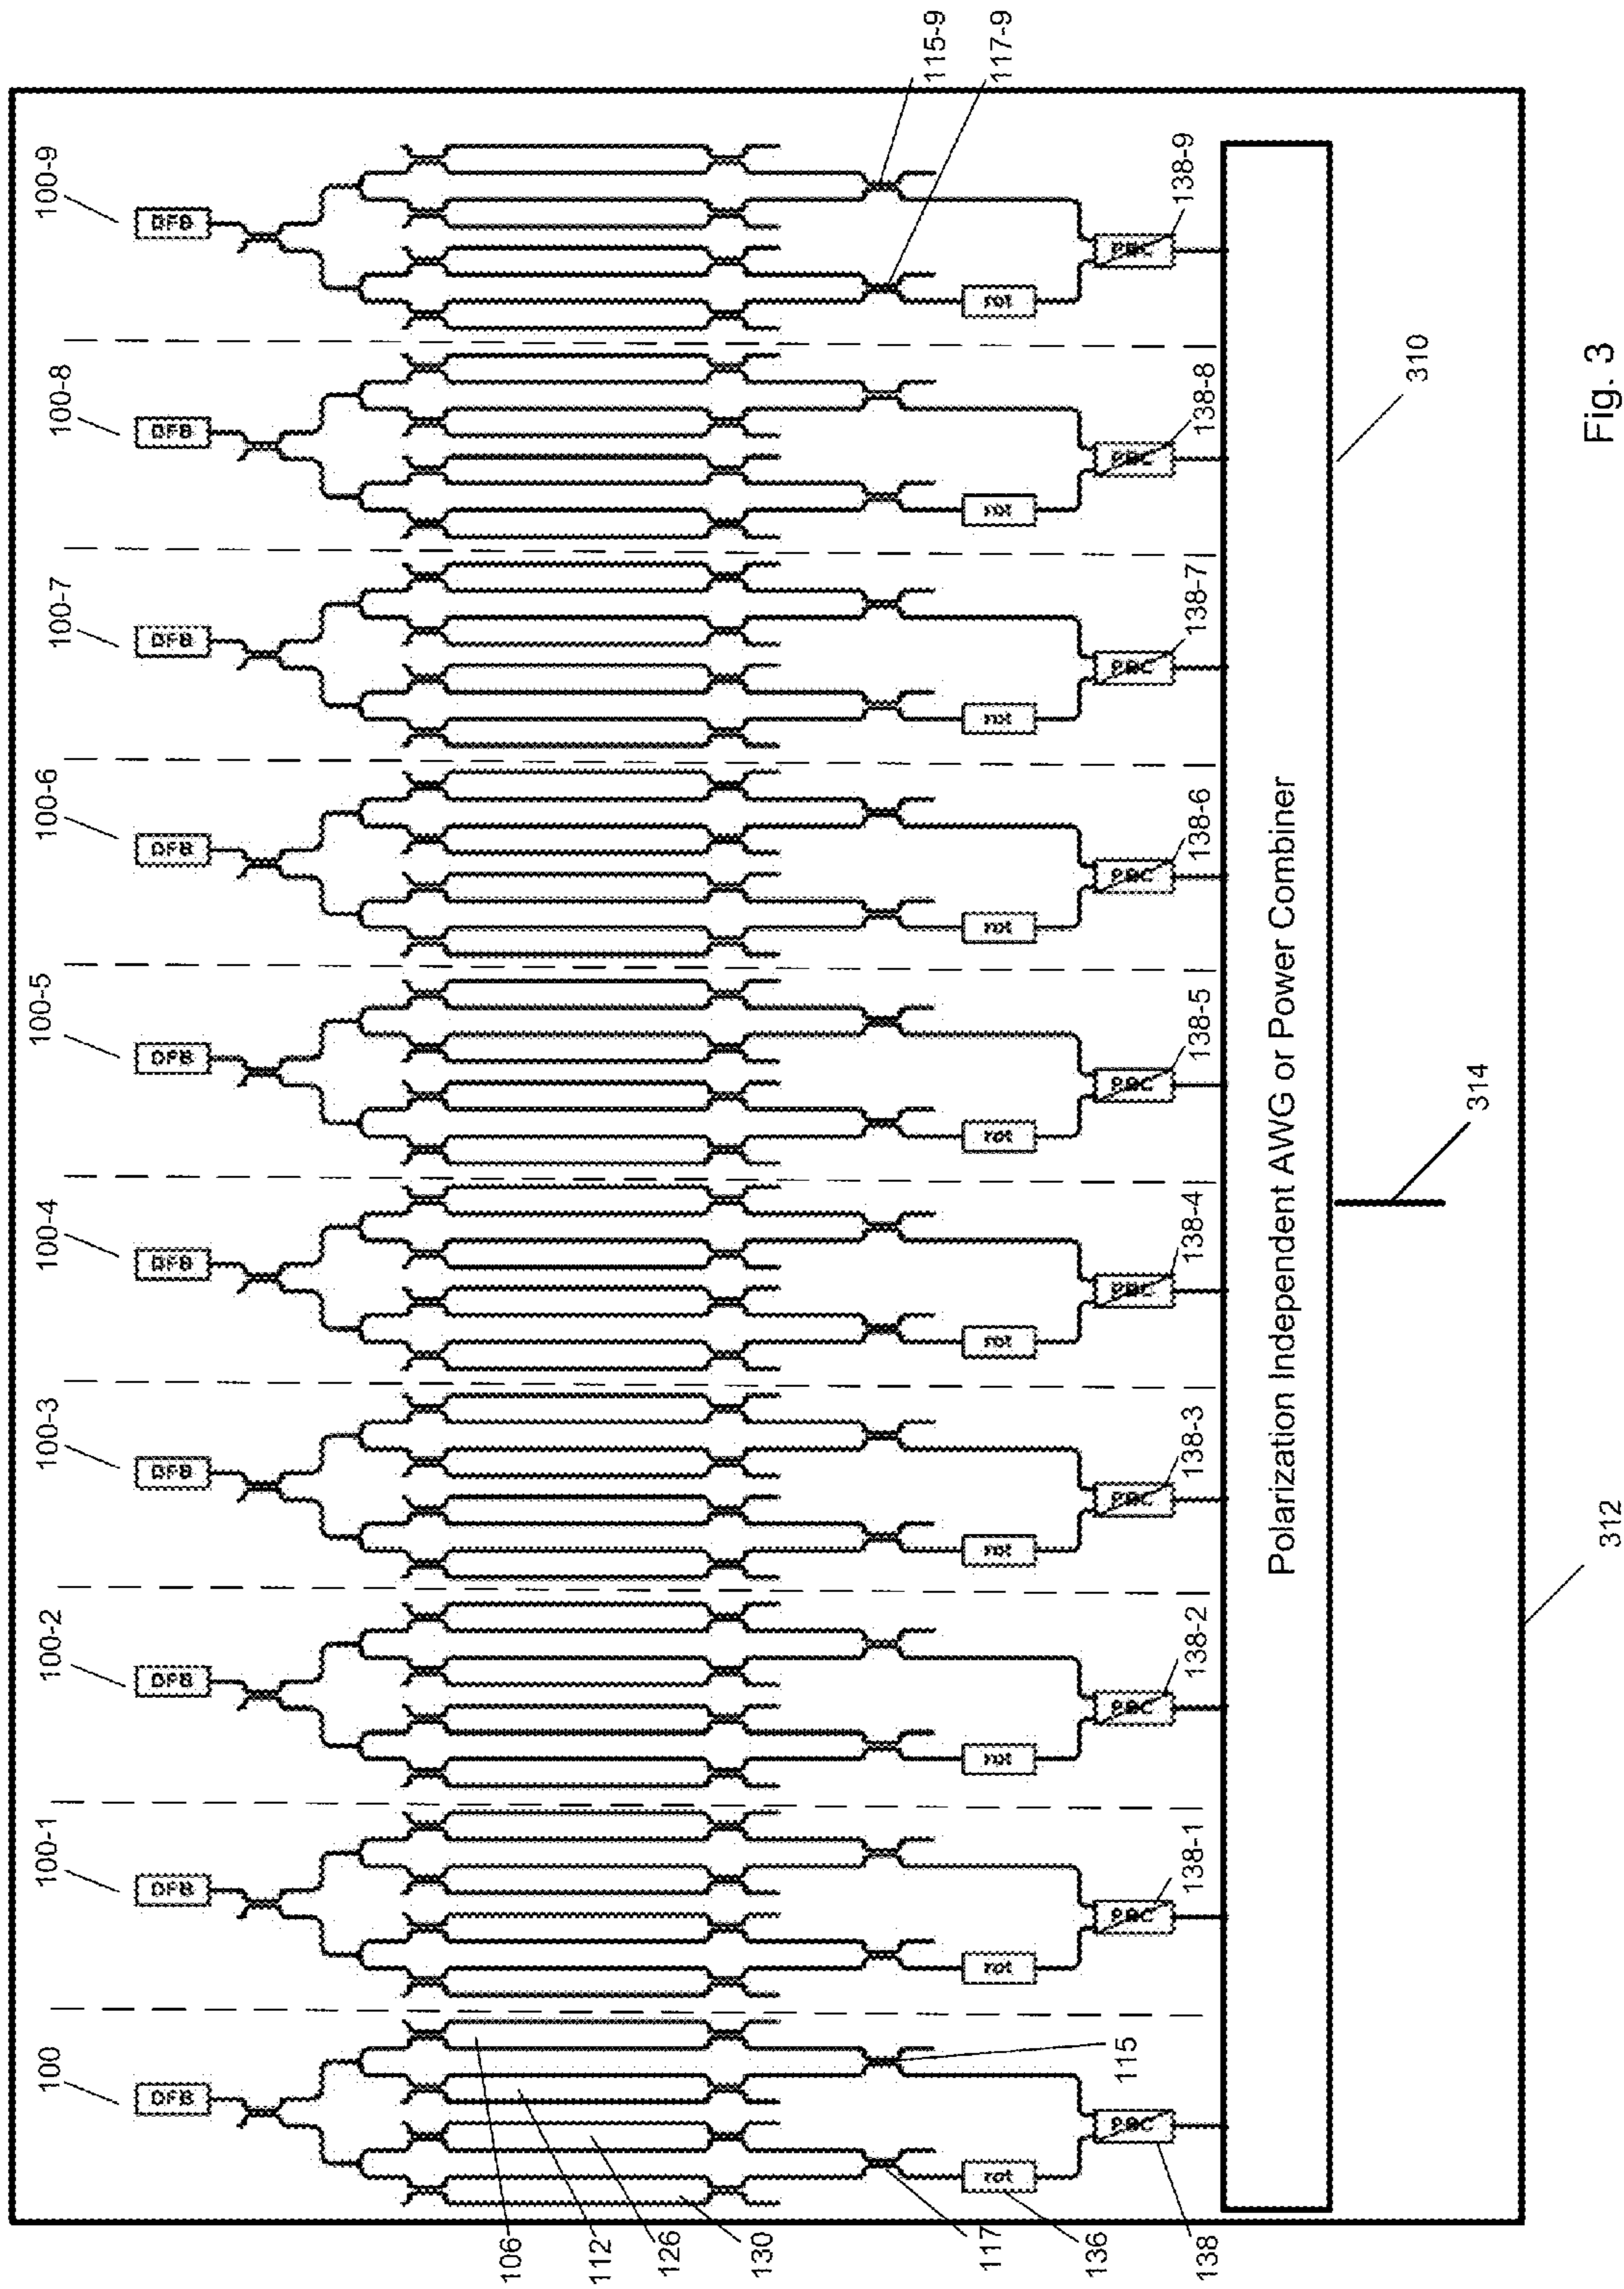 100
100-1
100-2
100-3
100-4
100-5
100-6
100-7
100-8
100-9
DFB
DFB
DFB
DFB
DFB
DFB
DFB
DFB
DFB
DFB
106
112
126
130
115
117
115-9
117-9
136
rot
rot
rot
rot
rot
rot
rot
rot
rot
rot
PBC
PBC
PBC
PBC
PBC
PBC
PBC
PBC
PBC
PBC
138
138-1
138-2
138-3
138-4
138-5
138-6
138-7
138-8
138-9
Polarization Independent AWG or Power Combiner
310
314
312
Fig. 3